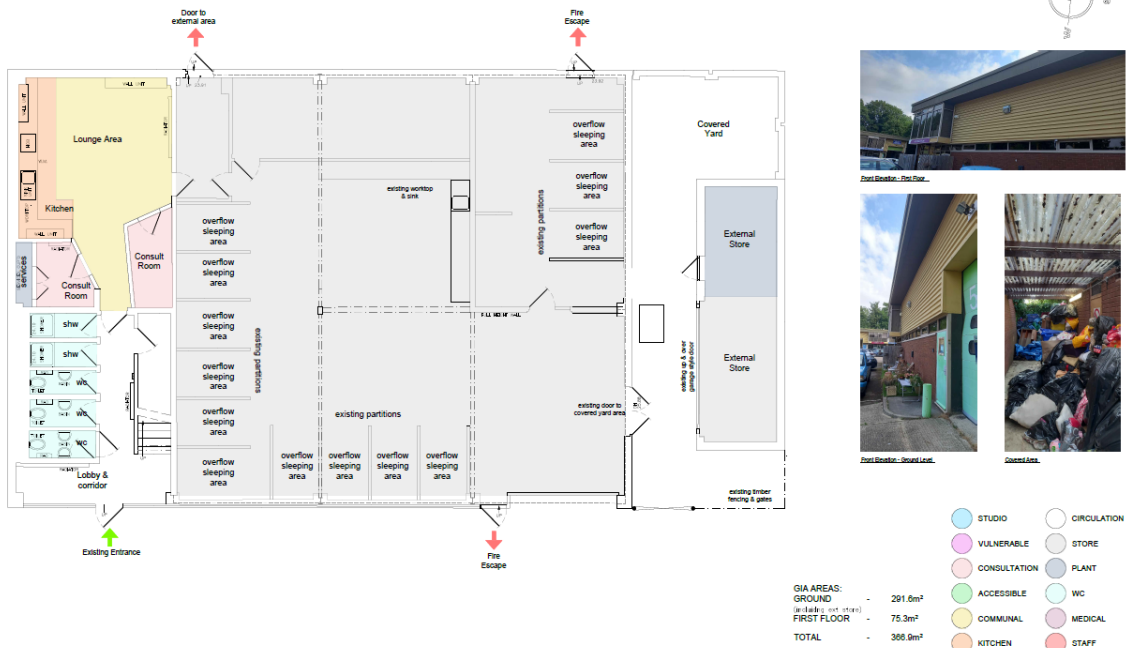 Door to
external area
Fire
Escape
Lounge Area
Kitchen
Consult
Room
Consult
Room
services
shw
shw
wc
wc
wc
Lobby &
corridor
Existing Entrance
overflow
sleeping
area
overflow
sleeping
area
overflow
sleeping
area
overflow
sleeping
area
overflow
sleeping
area
overflow
sleeping
area
existing partitions
overflow
sleeping
area
overflow
sleeping
area
overflow
sleeping
area
overflow
sleeping
area
existing partitions
existing worktop
& sink
existing partitions
overflow
sleeping
area
overflow
sleeping
area
overflow
sleeping
area
Fire
Escape
Covered
Yard
External
Store
External
Store
existing up & over
garage style door
existing door to
covered yard area
existing timber
fencing & gates
Front Elevation - First Floor
Front Elevation - Ground Level
Covered Area
STUDIO
CIRCULATION
VULNERABLE
STORE
CONSULTATION
PLANT
ACCESSIBLE
WC
COMMUNAL
MEDICAL
KITCHEN
STAFF
GIA AREAS:
GROUND - 291.6m²
(including ext store)
FIRST FLOOR - 75.3m²
TOTAL - 366.9m²